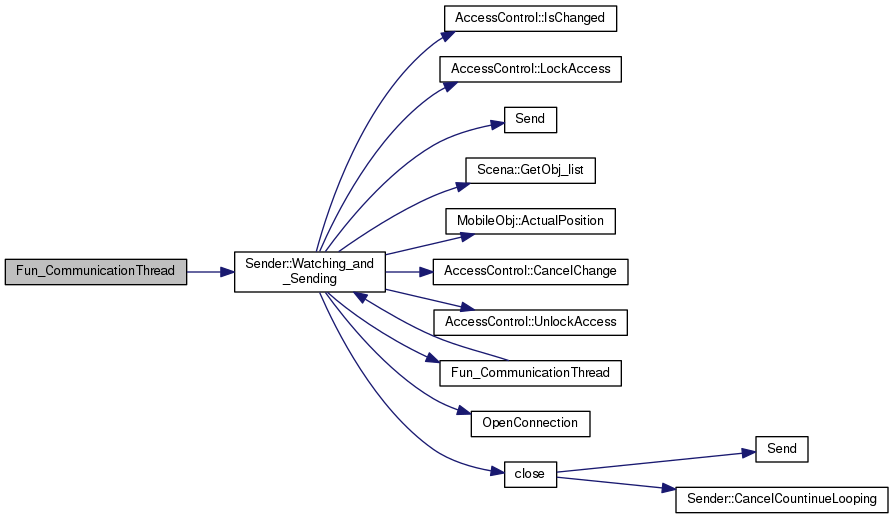 AccessControl::IsChanged
AccessControl::LockAccess
Send
Scena::GetObj_list
MobileObj::ActualPosition
Fun_CommunicationThread
Sender::Watching_and
_Sending
AccessControl::CancelChange
AccessControl::UnlockAccess
Fun_CommunicationThread
OpenConnection
close
Send
Sender::CancelCountinueLooping